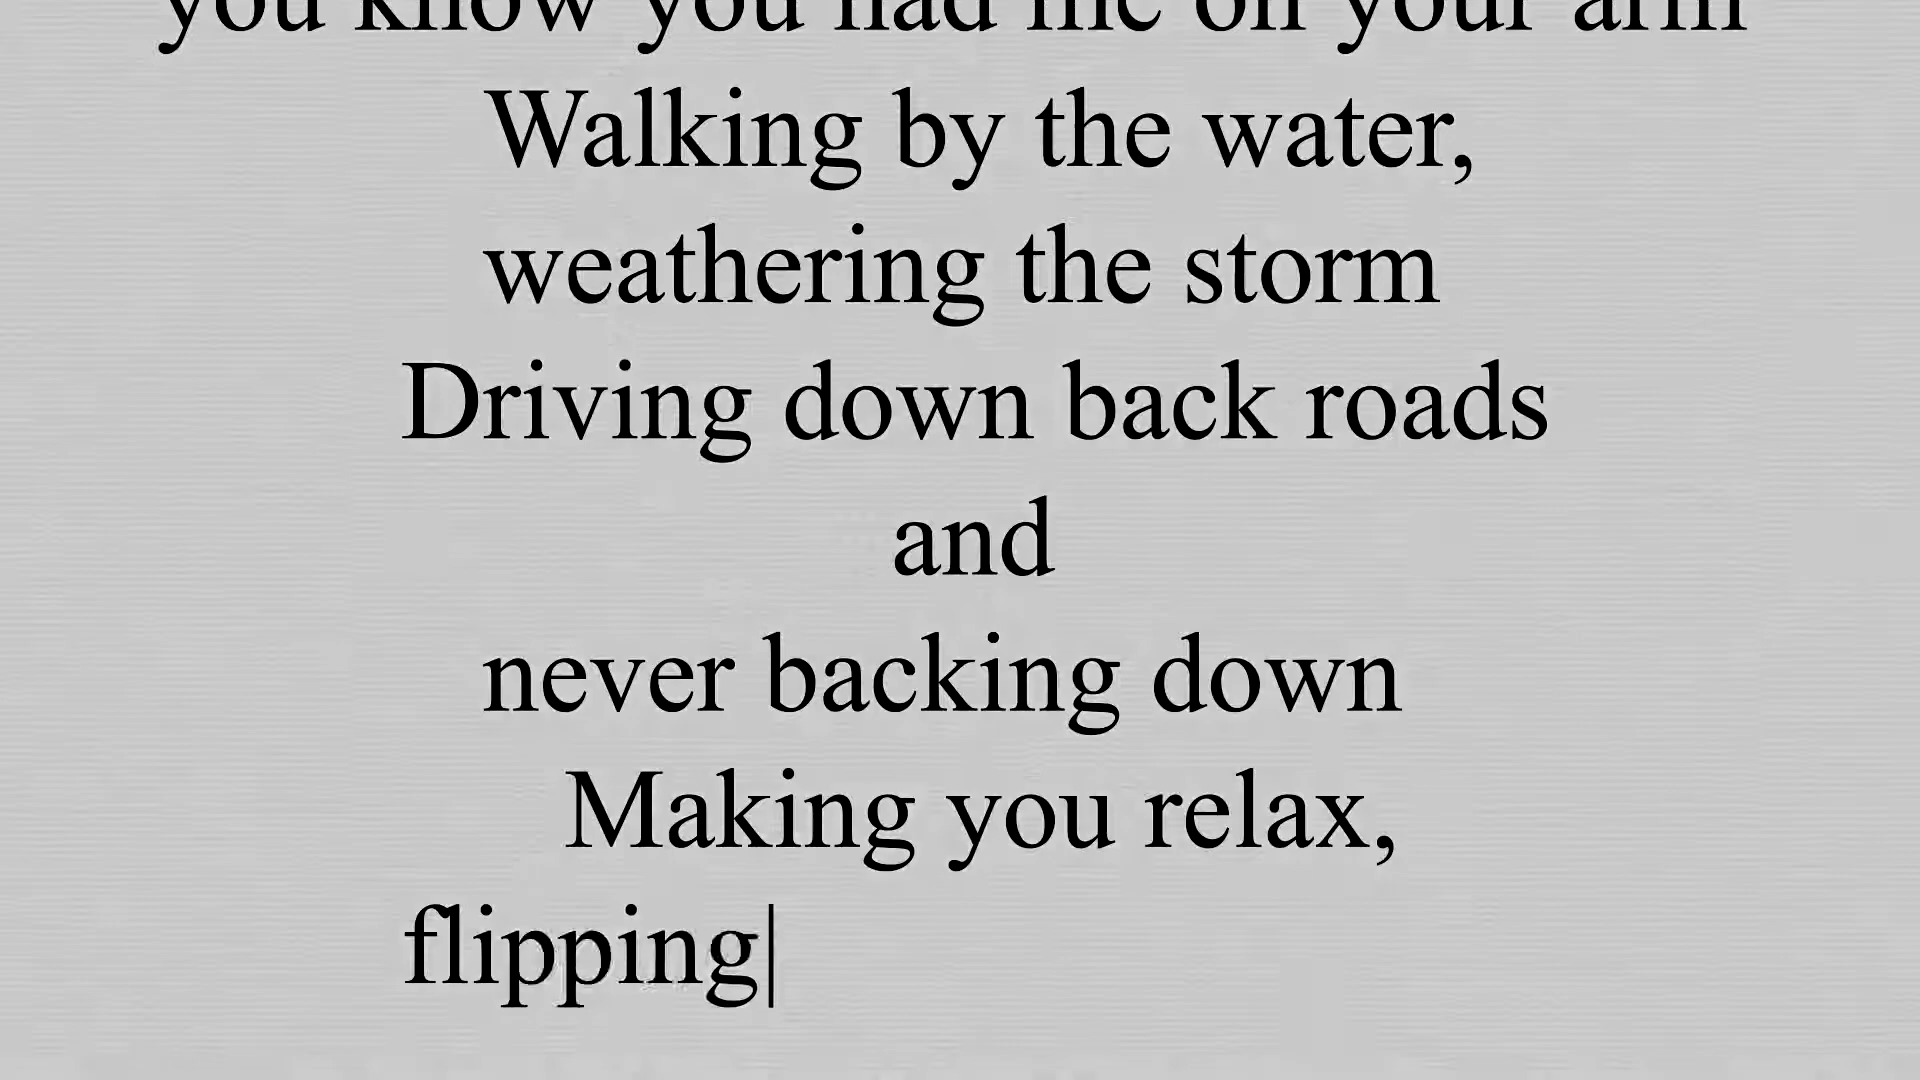 you know you had me on your arm
Walking by the water,
weathering the storm
Driving down back roads
and
never backing down
Making you relax,
flipping|